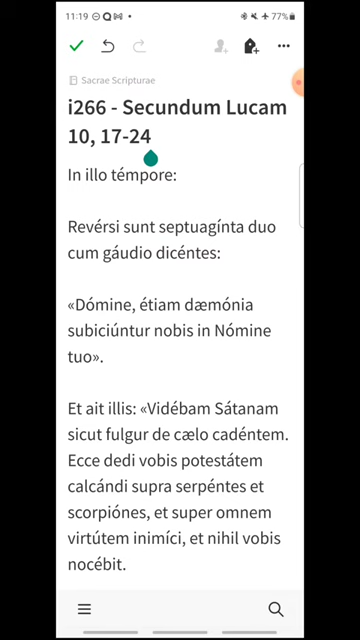 11:19
77%
Sacrae Scripturae
i266 - Secundum Lucam
10, 17-24
In illo témpore:
Revérsi sunt septuagínta duo
cum gáudio dicéntes:
«Dómine, étiam dæmónia
subiciúntur nobis in Nómine
tuo».
Et ait illis: «Vidébam Sátanam
sicut fulgur de cælo cadéntem.
Ecce dedi vobis potestátem
calcándi supra serpéntes et
scorpiónes, et super omnem
virtútem inimíci, et nihil vobis
nocébit.